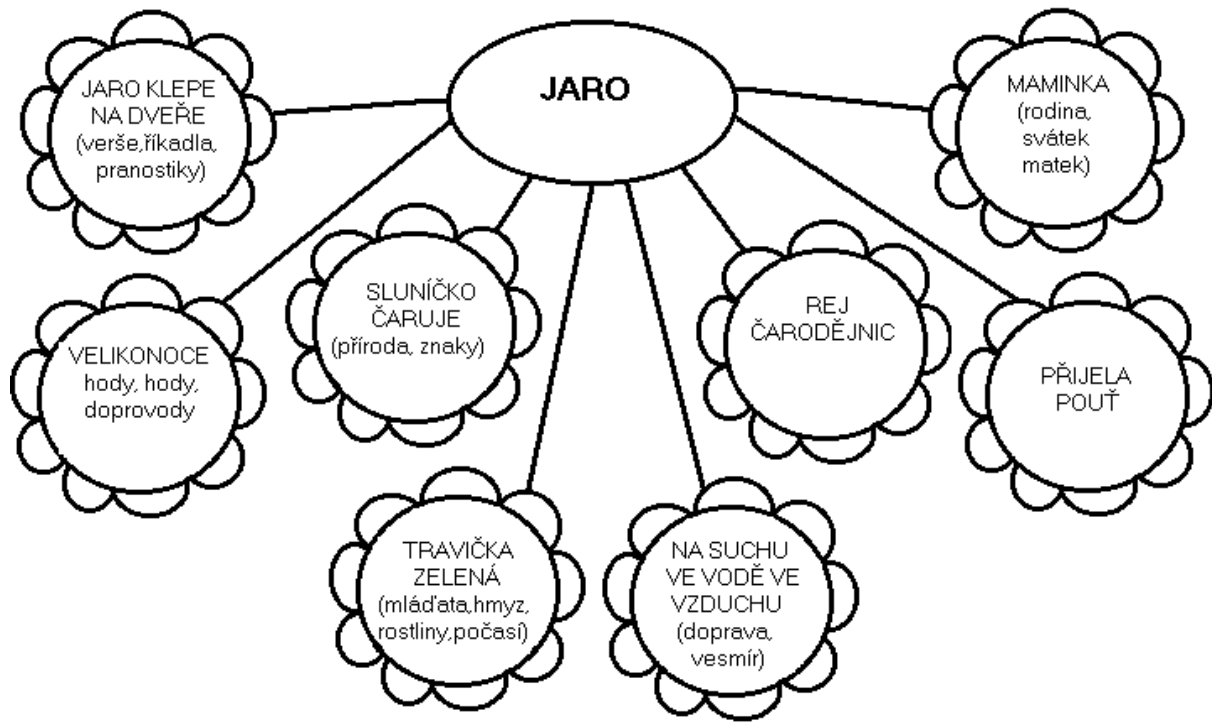 JARO
JARO KLEPE
NA DVEŘE
(verše,říkadla,
pranostiky)
MAMINKA
(rodina,
svátek
matek)
SLUNÍČKO
ČARUJE
(příroda, znaky)
REJ
ČARODĚJNIC
VELIKONOCE
hody, hody,
doprovody
PŘIJELA
POUŤ
TRAVIČKA
ZELENÁ
(mláďata,hmyz,
rostliny,počasí)
NA SUCHU
VE VODĚ VE
VZDUCHU
(doprava,
vesmír)